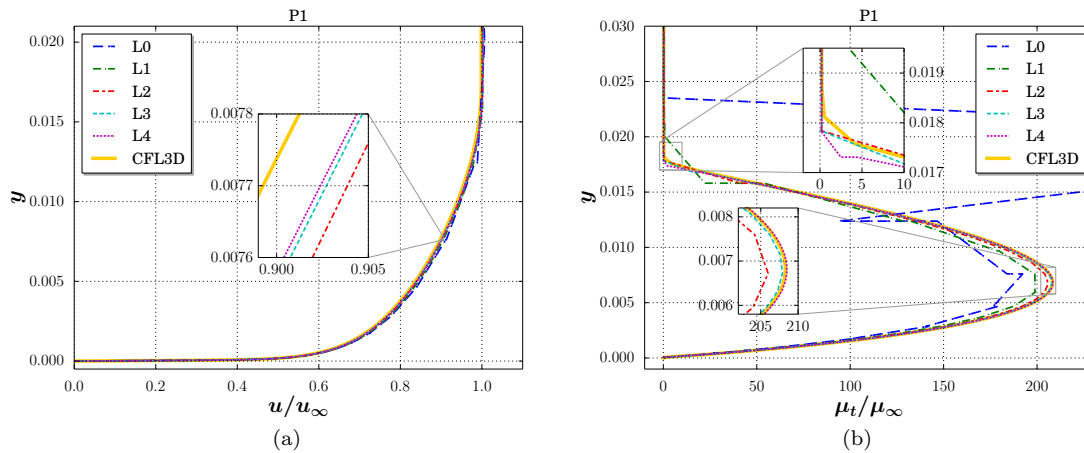 P1
0.020
0.015
0.010
0.005
0.000
y
L0
L1
L2
L3
L4
CFL3D
0.0078
0.0077
0.0076
0.900
0.905
0.0
0.2
0.4
0.6
0.8
1.0
u/u∞
(a)
P1
0.030
0.025
0.020
0.015
0.010
0.005
0.000
y
L0
L1
L2
L3
L4
CFL3D
0.019
0.018
0.017
0
5
10
0.008
0.007
0.006
205
210
0
50
100
150
200
μt/μ∞
(b)